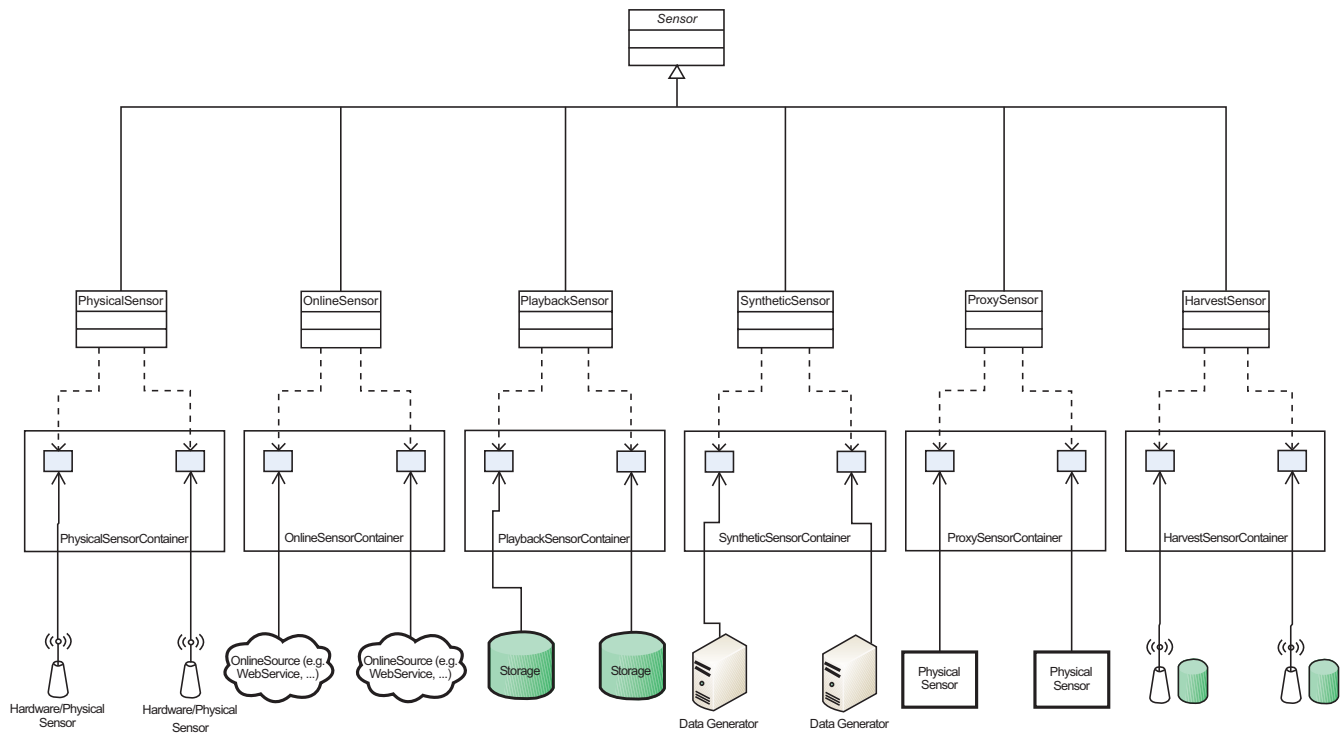 Sensor
PhysicalSensor
OnlineSensor
PlaybackSensor
SyntheticSensor
ProxySensor
HarvestSensor
PhysicalSensorContainer
OnlineSensorContainer
PlaybackSensorContainer
SyntheticSensorContainer
ProxySensorContainer
HarvestSensorContainer
Hardware/Physical
Sensor
Hardware/Physical
Sensor
OnlineSource (e.g.
WebService, ...)
OnlineSource (e.g.
WebService, ...)
Storage
Storage
Data Generator
Data Generator
Physical
Sensor
Physical
Sensor